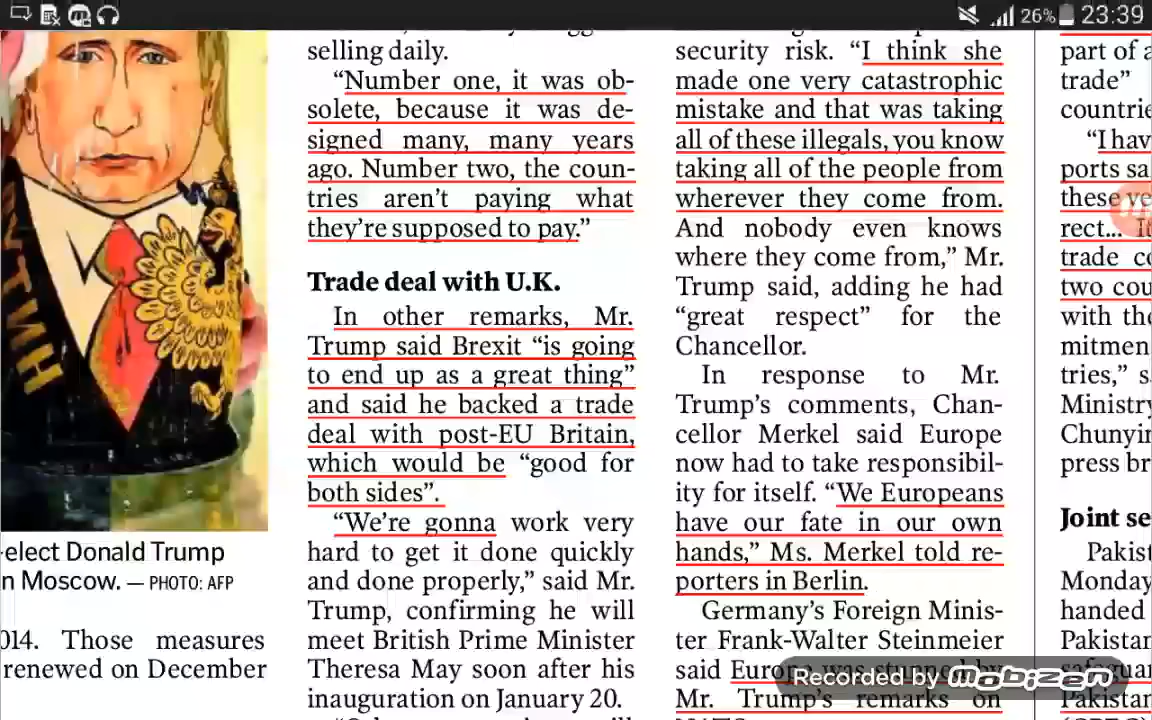 26% 23:39
ПУТИН
-elect Donald Trump
n Moscow. — PHOTO: AFP
014. Those measures
renewed on December
selling daily.
“Number one, it was ob-
solete, because it was de-
signed many, many years
ago. Number two, the coun-
tries aren’t paying what
they’re supposed to pay.”
Trade deal with U.K.
In other remarks, Mr.
Trump said Brexit “is going
to end up as a great thing”
and said he backed a trade
deal with post-EU Britain,
which would be “good for
both sides”.
“We’re gonna work very
hard to get it done quickly
and done properly,” said Mr.
Trump, confirming he will
meet British Prime Minister
Theresa May soon after his
inauguration on January 20.
security risk. “I think she
made one very catastrophic
mistake and that was taking
all of these illegals, you know
taking all of the people from
wherever they come from.
And nobody even knows
where they come from,” Mr.
Trump said, adding he had
“great respect” for the
Chancellor.
In response to Mr.
Trump’s comments, Chan-
cellor Merkel said Europe
now had to take responsibil-
ity for itself. “We Europeans
have our fate in our own
hands,” Ms. Merkel told re-
porters in Berlin.
Germany’s Foreign Minis-
ter Frank-Walter Steinmeier
said Europe was stunned by
Mr. Trump’s remarks on
part of a
trade”
countrie
“I hav
ports sa
these ye
rect... I
trade co
two cou
with the
mitmen
tries,” s
Ministry
Chunyin
press br
Joint se
Pakist
Monday
handed
Pakistan
safeguar
Pakistan
Recorded by mobizen